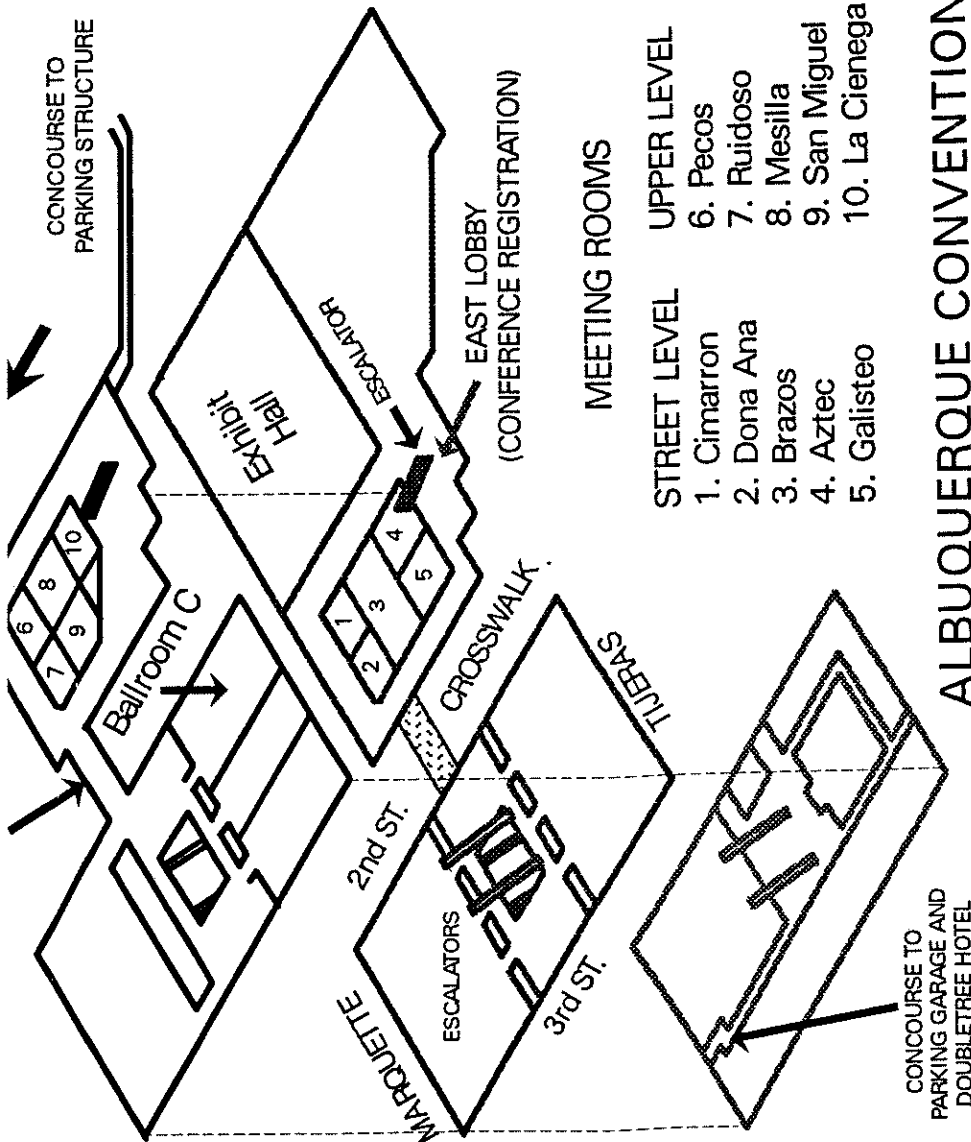 CONCOURSE TO
PARKING STRUCTURE
6
7
8
9
10
Ballroom C
Exhibit
Hall
ESCALATOR
EAST LOBBY
(CONFERENCE REGISTRATION)
1
2
3
4
5
CROSSWALK
2nd ST.
MARQUETTE
ESCALATORS
TIJERAS
3rd ST.
CONCOURSE TO
PARKING GARAGE AND
DOUBLETREE HOTEL
MEETING ROOMS
STREET LEVEL
1. Cimarron
2. Dona Ana
3. Brazos
4. Aztec
5. Galisteo
UPPER LEVEL
6. Pecos
7. Ruidoso
8. Mesilla
9. San Miguel
10. La Cienega
ALBUQUERQUE CONVENTION